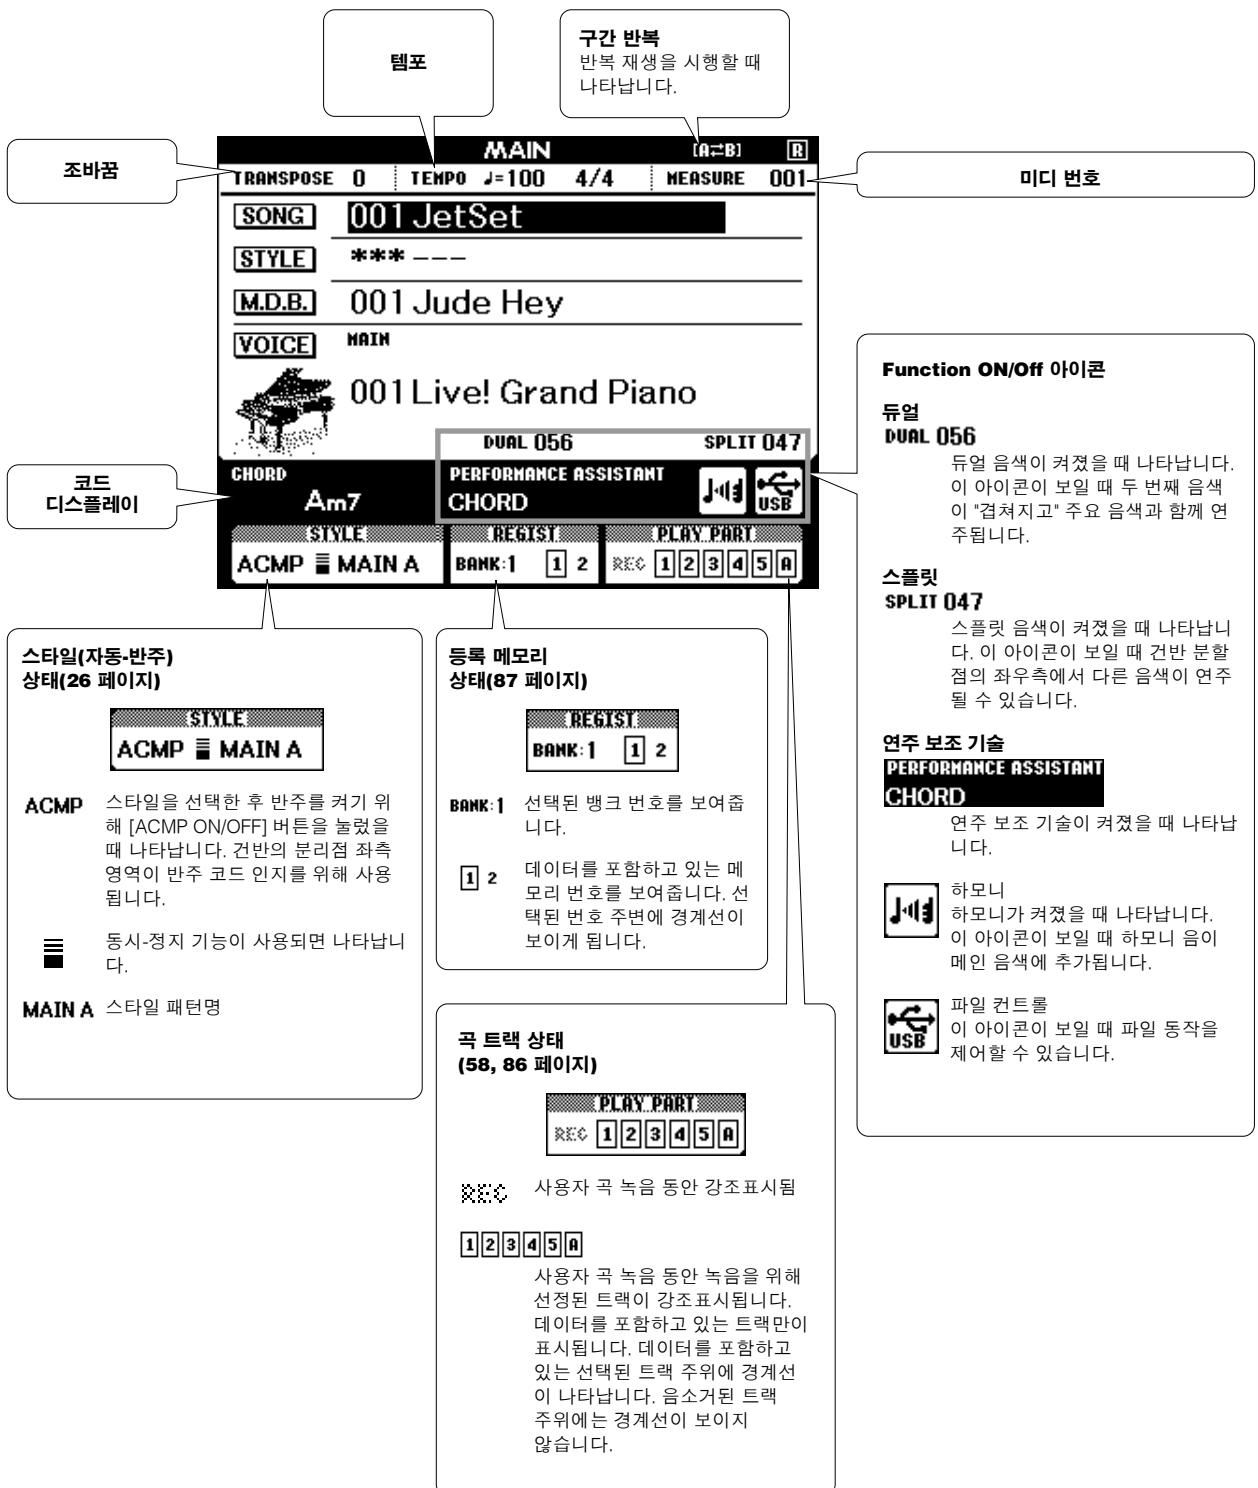 템포
구간 반복
반복 재생을 시행할 때
나타납니다.
조바꿈
미디 번호
MAIN [A⇄B] R
TRANSPOSE 0 TEMPO ♩=100 4/4 MEASURE 001
SONG 001 JetSet
STYLE ***---
M.D.B. 001 Jude Hey
VOICE MAIN
001 Live! Grand Piano
DUAL 056 SPLIT 047
CHORD PERFORMANCE ASSISTANT
Am7 CHORD USB
STYLE REGIST PLAY PART
ACMP MAIN A BANK:1 1 2 REC 1 2 3 4 5 A
코드
디스플레이
스타일(자동-반주)
상태(26 페이지)
STYLE
ACMP MAIN A
ACMP 스타일을 선택한 후 반주를 켜기 위
해 [ACMP ON/OFF] 버튼을 눌렀을
때 나타납니다. 건반의 분리점 좌측
영역이 반주 코드 인지를 위해 사용
됩니다.
동시-정지 기능이 사용되면 나타납니
다.
MAIN A 스타일 패턴명
등록 메모리
상태(87 페이지)
REGIST
BANK:1 1 2
BANK:1 선택된 뱅크 번호를 보여줍
니다.
1 2 데이터를 포함하고 있는 메
모리 번호를 보여줍니다. 선
택된 번호 주변에 경계선이
보이게 됩니다.
곡 트랙 상태
(58, 86 페이지)
PLAY PART
REC 1 2 3 4 5 A
REC 사용자 곡 녹음 동안 강조표시됨
1 2 3 4 5 A
사용자 곡 녹음 동안 녹음을 위해
선정된 트랙이 강조표시됩니다.
데이터를 포함하고 있는 트랙만이
표시됩니다. 데이터를 포함하고
있는 선택된 트랙 주위에 경계선
이 나타납니다. 음소거된 트랙
주위에는 경계선이 보이지
않습니다.
Function ON/Off 아이콘
듀얼
DUAL 056
듀얼 음색이 켜졌을 때 나타납니다.
이 아이콘이 보일 때 두 번째 음색
이 "겹쳐지고" 주요 음색과 함께 연
주됩니다.
스플릿
SPLIT 047
스플릿 음색이 켜졌을 때 나타납니
다. 이 아이콘이 보일 때 건반 분할
점의 좌우측에서 다른 음색이 연주
될 수 있습니다.
연주 보조 기술
PERFORMANCE ASSISTANT
CHORD
연주 보조 기술이 켜졌을 때 나타납
니다.
하모니
하모니가 켜졌을 때 나타납니다.
이 아이콘이 보일 때 하모니 음이
메인 음색에 추가됩니다.
파일 컨트롤
USB 이 아이콘이 보일 때 파일 동작을
제어할 수 있습니다.